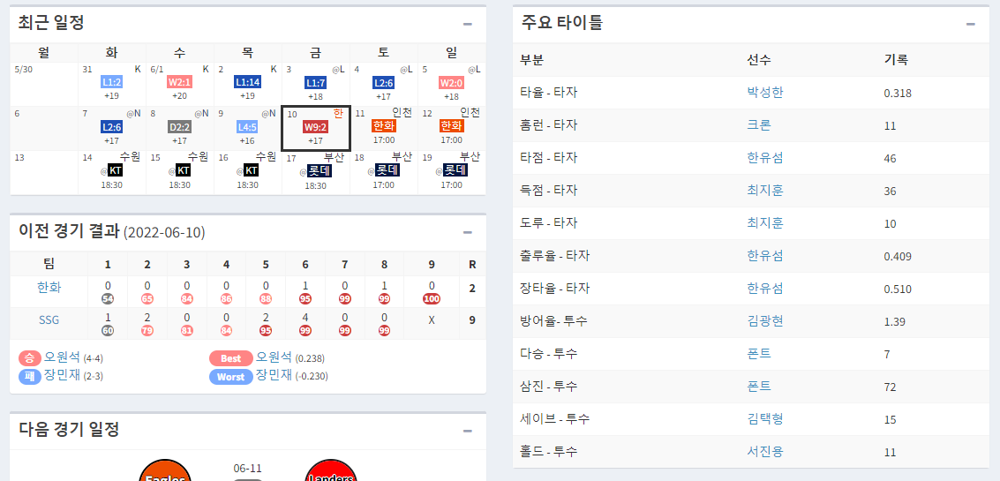 최근 일정
월 화 수 목 금 토 일
5/30 31 K 6/1 K 2 K 3 @L 4 @L 5 @L
L1:2 W2:1 L1:14 L1:7 L2:6 W2:0
+19 +20 +19 +18 +17 +18
6 7 @N 8 @N 9 @N 10 한 11 인천 12 인천
L2:6 D2:2 L4:5 W9:2 한화 한화
+17 +17 +16 +17 17:00 17:00
13 14 수원 15 수원 16 수원 17 부산 18 부산 19 부산
@KT @KT @KT @롯데 @롯데 @롯데
18:30 18:30 18:30 18:30 17:00 17:00
이전 경기 결과 (2022-06-10)
팀 1 2 3 4 5 6 7 8 9 R
한화 0 0 0 0 0 1 0 1 0 2
54 65 84 86 88 95 99 99 100
SSG 1 2 0 0 2 4 0 0 X 9
60 79 81 84 95 99 99 99
승 오원석 (4-4) Best 오원석 (0.238)
패 장민재 (2-3) Worst 장민재 (-0.230)
다음 경기 일정
06-11
Eagles Landers
주요 타이틀
부분 선수 기록
타율 - 타자 박성한 0.318
홈런 - 타자 크론 11
타점 - 타자 한유섬 46
득점 - 타자 최지훈 36
도루 - 타자 최지훈 10
출루율 - 타자 한유섬 0.409
장타율 - 타자 한유섬 0.510
방어율- 투수 김광현 1.39
다승 - 투수 폰트 7
삼진 - 투수 폰트 72
세이브 - 투수 김택형 15
홀드 - 투수 서진용 11